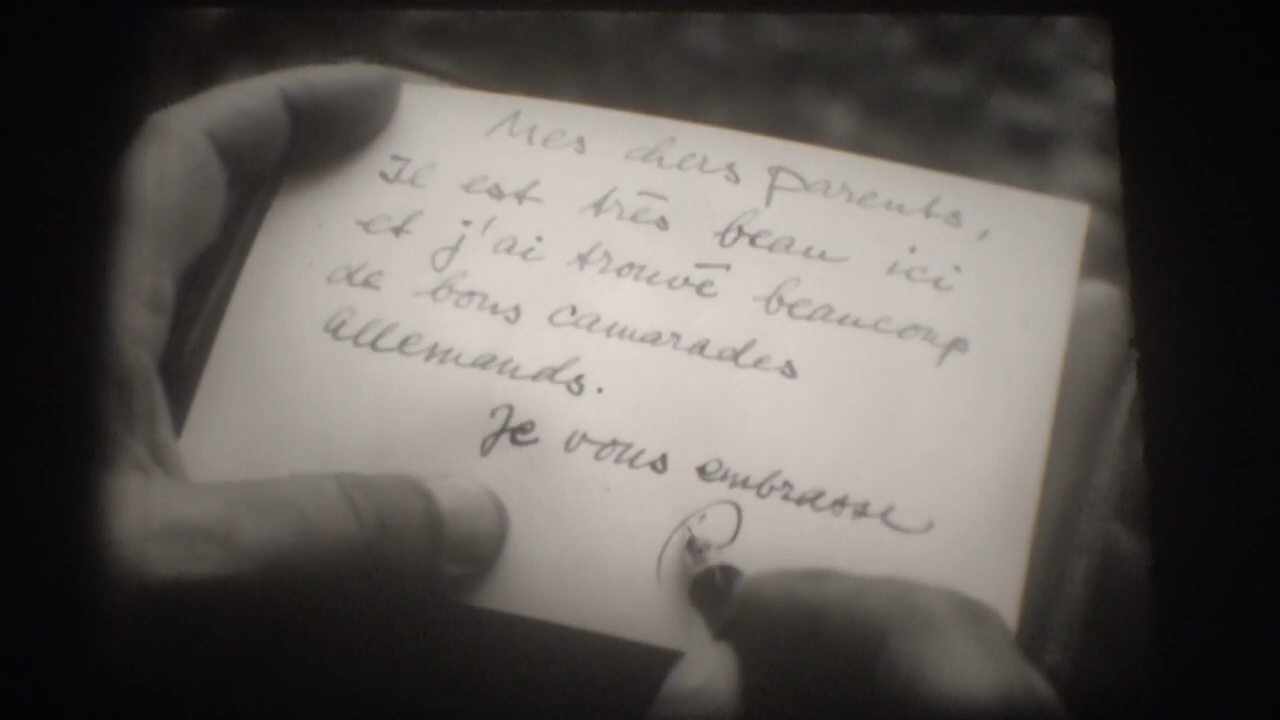 Mes chers parents,
Il est très beau ici
et j'ai trouvé beaucoup
de bons camarades
allemands.
Je vous embrasse